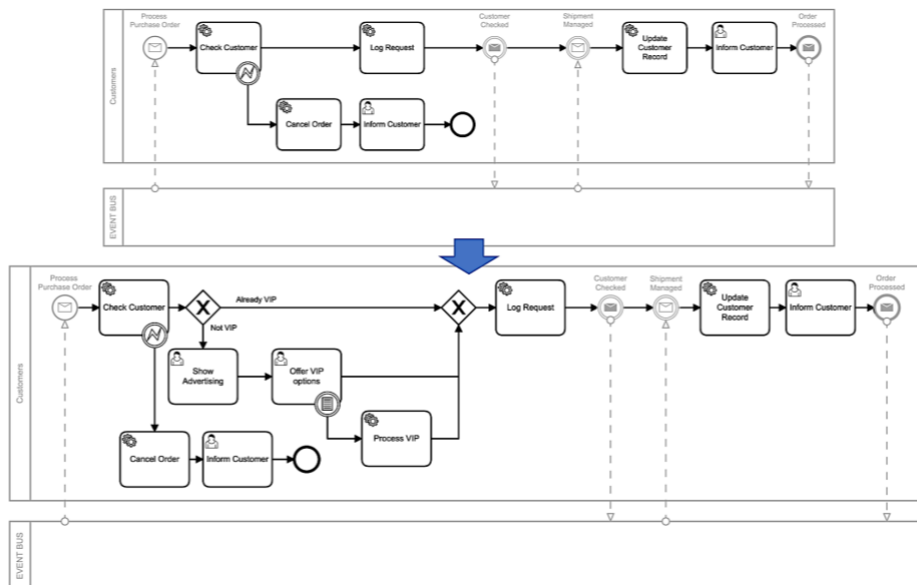 Process
Purchase Order
Customer
Checked
Shipment
Managed
Order
Processed
Check Customer
Log Request
Update
Customer
Record
Inform Customer
Cancel Order
Inform Customer
Customers
EVENT BUS
Process
Purchase Order
Customer
Checked
Shipment
Managed
Order
Processed
Check Customer
Already VIP
Log Request
Update
Customer
Record
Inform Customer
Not VIP
Show
Advertising
Offer VIP
options
Process VIP
Cancel Order
Inform Customer
Customers
EVENT BUS